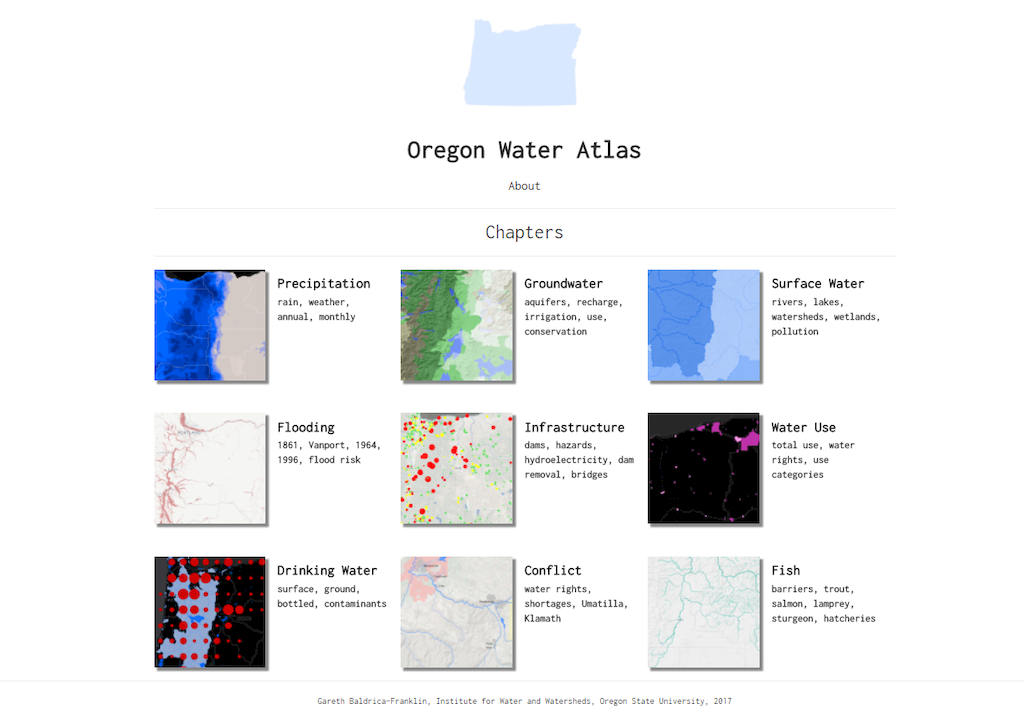 Oregon Water Atlas
About
Chapters
Precipitation
rain, weather,
annual, monthly
Groundwater
aquifers, recharge,
irrigation, use,
conservation
Surface Water
rivers, lakes,
watersheds, wetlands,
pollution
Flooding
1861, Vanport, 1964,
1996, flood risk
Infrastructure
dams, hazards,
hydroelectricity, dam
removal, bridges
Water Use
total use, water
rights, use
categories
Drinking Water
surface, ground,
bottled, contaminants
Conflict
water rights,
shortages, Umatilla,
Klamath
Fish
barriers, trout,
salmon, lamprey,
sturgeon, hatcheries
Gareth Baldrica-Franklin, Institute for Water and Watersheds, Oregon State University, 2017